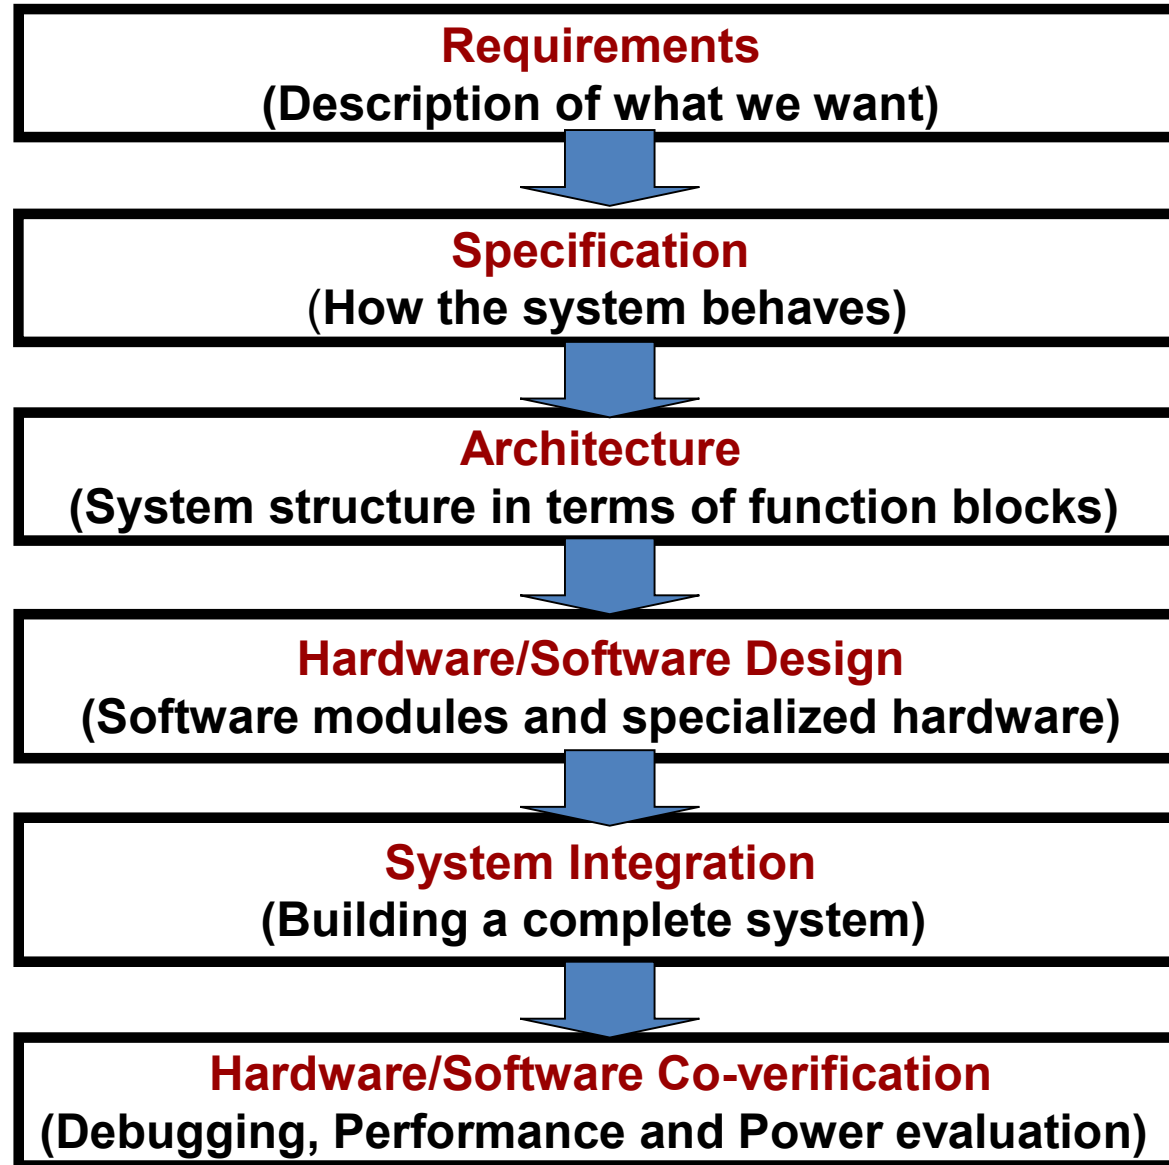 Requirements
(Description of what we want)
Specification
(How the system behaves)
Architecture
(System structure in terms of function blocks)
Hardware/Software Design
(Software modules and specialized hardware)
System Integration
(Building a complete system)
Hardware/Software Co-verification
(Debugging, Performance and Power evaluation)